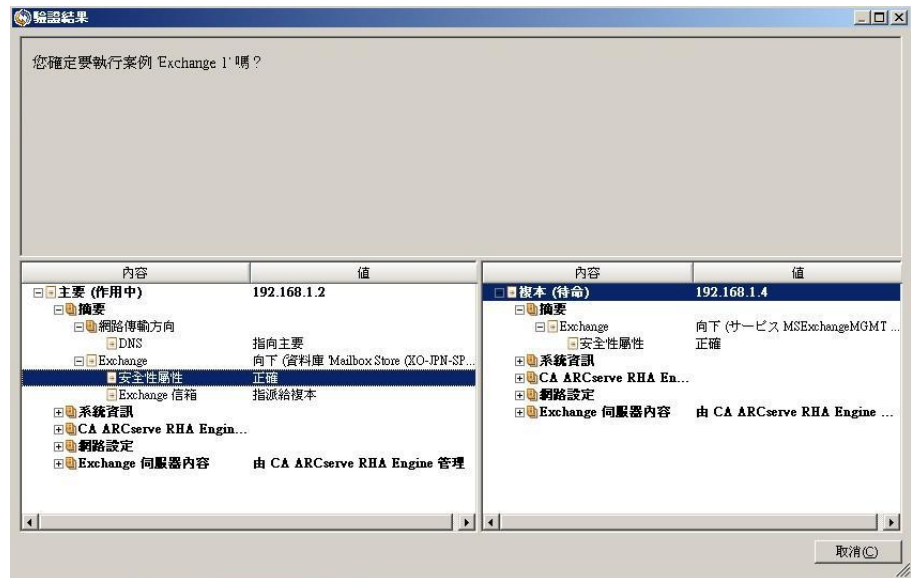 驗證結果
您確定要執行案例 'Exchange 1' 嗎？
內容 值
主要 (作用中) 192.168.1.2
摘要
網路傳輸方向
DNS 指向主要
Exchange 向下 (資料庫 'Mailbox Store (XO-JPN-SP...
安全性屬性 正確
Exchange 信箱 指派給複本
系統資訊
CA ARCserve RHA Engin...
網路設定
Exchange 伺服器內容 由 CA ARCserve RHA Engine 管理
內容 值
複本 (待命) 192.168.1.4
摘要
Exchange 向下 (サービス MSExchangeMGMT ...
安全性屬性 正確
系統資訊
CA ARCserve RHA En...
網路設定
Exchange 伺服器內容 由 CA ARCserve RHA Engine ...
取消(C)